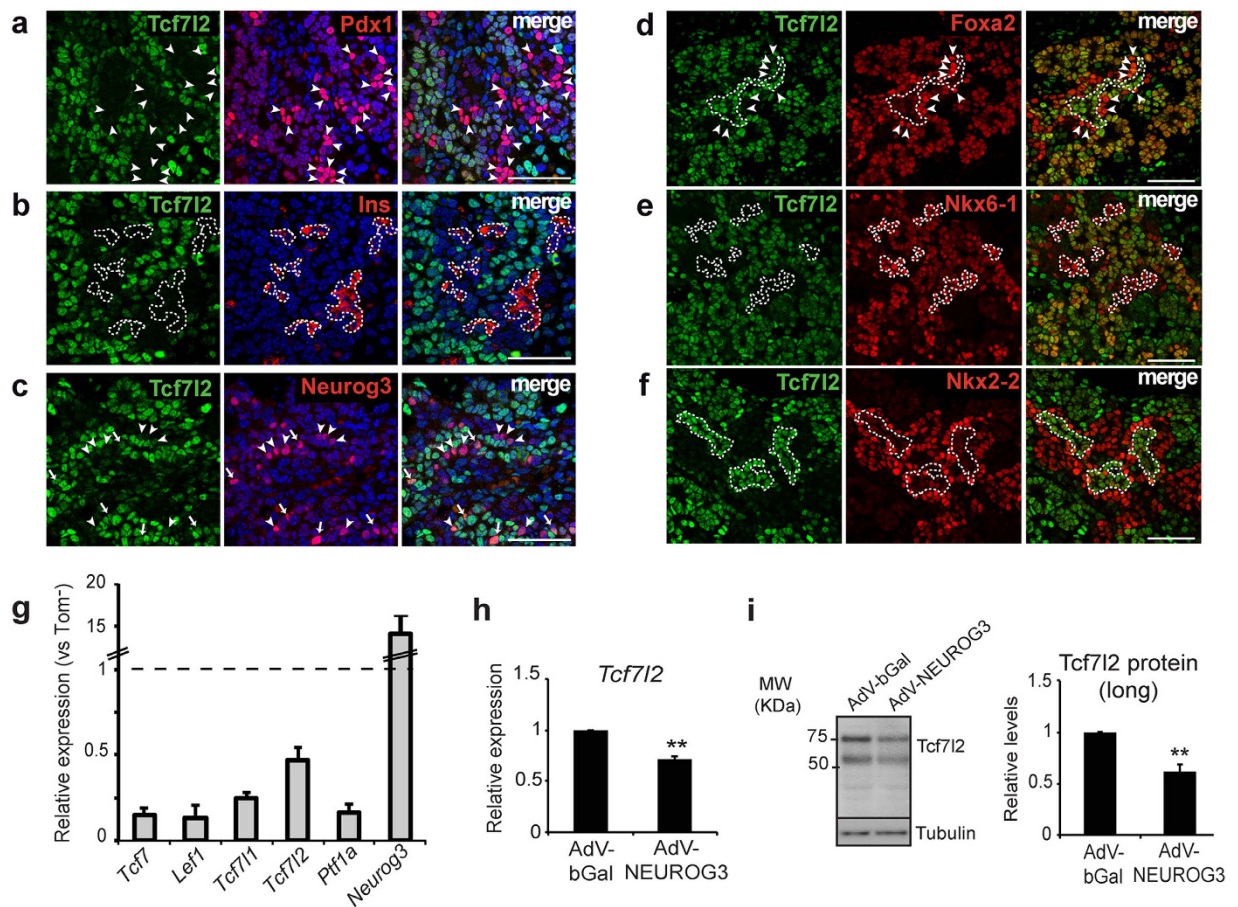 a
Tcf7l2
Pdx1
merge
b
Tcf7l2
Ins
merge
c
Tcf7l2
Neurog3
merge
d
Tcf7l2
Foxa2
merge
e
Tcf7l2
Nkx6-1
merge
f
Tcf7l2
Nkx2-2
merge
g
Relative expression (vs Tom-)
20
15
1
0.5
0
Tcf7
Lef1
Tcf7l1
Tcf7l2
Ptf1a
Neurog3
h
Tcf7l2
Relative expression
1.5
1
0.5
0
**
AdV-
bGal
AdV-
NEUROG3
i
MW
(KDa)
AdV-bGal
AdV-NEUROG3
75
50
Tcf7l2
Tubulin
Tcf7l2 protein
(long)
Relative levels
1.5
1
0.5
0
**
AdV-
bGal
AdV-
NEUROG3